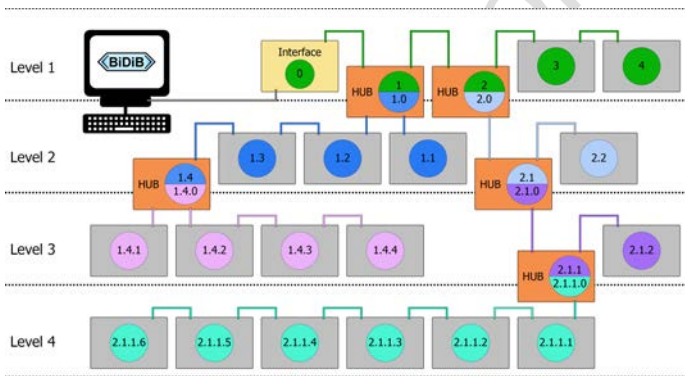 BiDiB
Level 1
Interface
0
HUB
1
1.0
HUB
2
2.0
3
4
Level 2
HUB
1.4
1.4.0
1.3
1.2
1.1
HUB
2.1
2.1.0
2.2
Level 3
1.4.1
1.4.2
1.4.3
1.4.4
HUB
2.1.1
2.1.1.0
2.1.2
Level 4
2.1.1.6
2.1.1.5
2.1.1.4
2.1.1.3
2.1.1.2
2.1.1.1